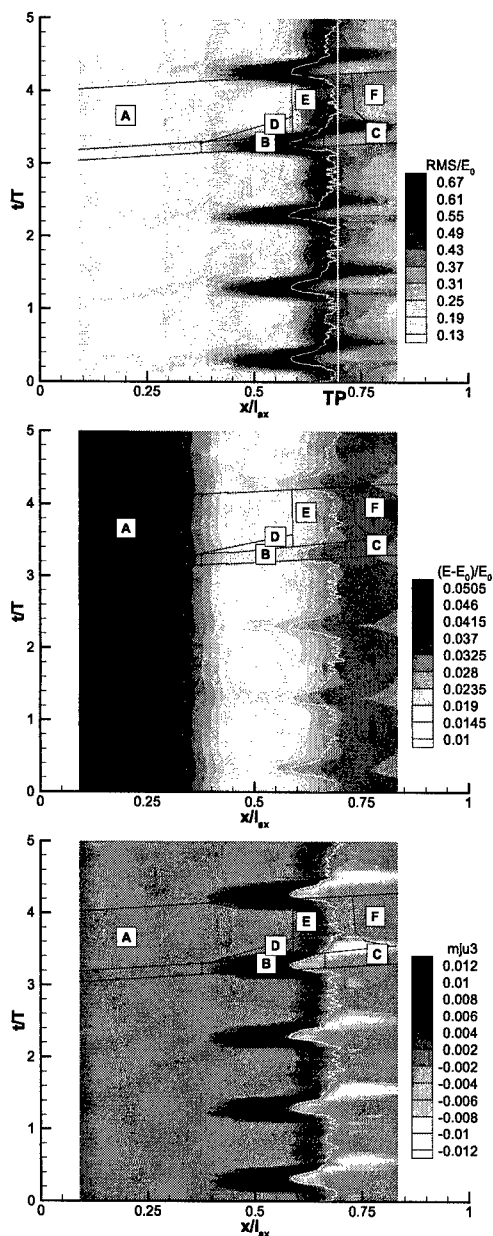 5
4
3
2
1
0
t/T
A
B
C
D
E
F
RMS/E₀
0.67
0.61
0.55
0.49
0.43
0.37
0.31
0.25
0.19
0.13
0
0.25
0.5
TP
0.75
1
x/lₐₓ
5
4
3
2
1
0
t/T
A
B
C
D
E
F
(E-E₀)/E₀
0.0505
0.046
0.0415
0.037
0.0325
0.028
0.0235
0.019
0.0145
0.01
0
0.25
0.5
0.75
1
x/lₐₓ
5
4
3
2
1
0
t/T
A
B
C
D
E
F
mju3
0.012
0.01
0.008
0.006
0.004
0.002
-0.002
-0.004
-0.006
-0.008
-0.01
-0.012
0
0.25
0.5
0.75
1
x/lₐₓ